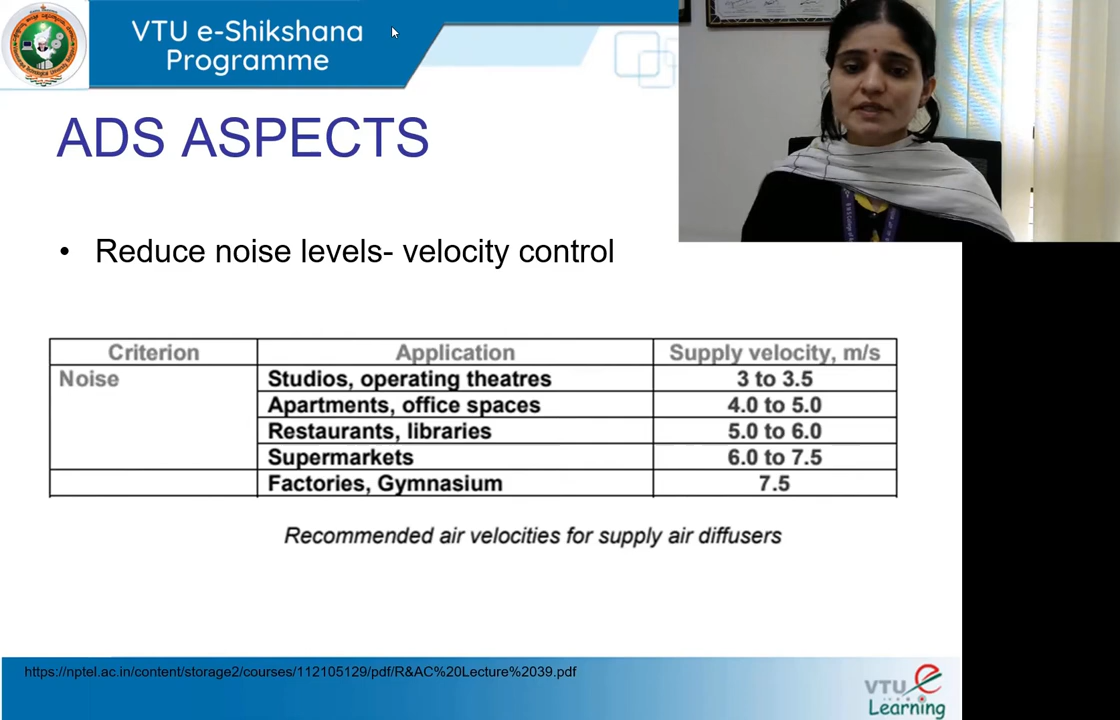 VTU e-Shikshana
Programme
ADS ASPECTS
• Reduce noise levels- velocity control
Criterion Application Supply velocity, m/s
Noise Studios, operating theatres 3 to 3.5
Apartments, office spaces 4.0 to 5.0
Restaurants, libraries 5.0 to 6.0
Supermarkets 6.0 to 7.5
Factories, Gymnasium 7.5
Recommended air velocities for supply air diffusers
https://nptel.ac.in/content/storage2/courses/112105129/pdf/R&AC%20Lecture%2039.pdf
VTU e
Learning